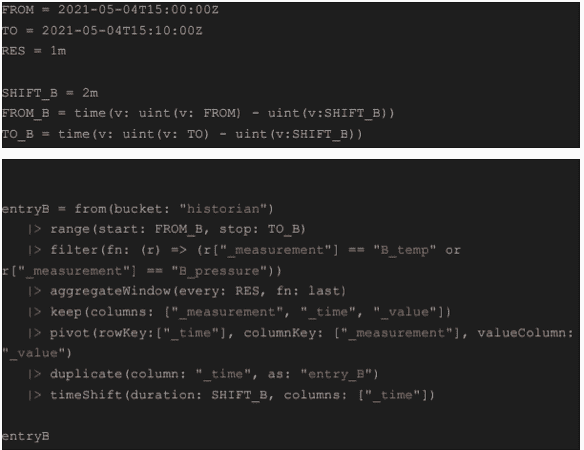 FROM = 2021-05-04T15:00:00Z
TO = 2021-05-04T15:10:00Z
RES = 1m
SHIFT_B = 2m
FROM_B = time(v: uint(v: FROM) - uint(v:SHIFT_B))
TO_B = time(v: uint(v: TO) - uint(v:SHIFT_B))
entryB = from(bucket: "historian")
|> range(start: FROM_B, stop: TO_B)
|> filter(fn: (r) => (r["_measurement"] == "B_temp" or
r["_measurement"] == "B_pressure"))
|> aggregateWindow(every: RES, fn: last)
|> keep(columns: ["_measurement", "_time", "_value"])
|> pivot(rowKey:["_time"], columnKey: ["_measurement"], valueColumn:
"_value")
|> duplicate(column: "_time", as: "entry_B")
|> timeShift(duration: SHIFT_B, columns: ["_time"])
entryB